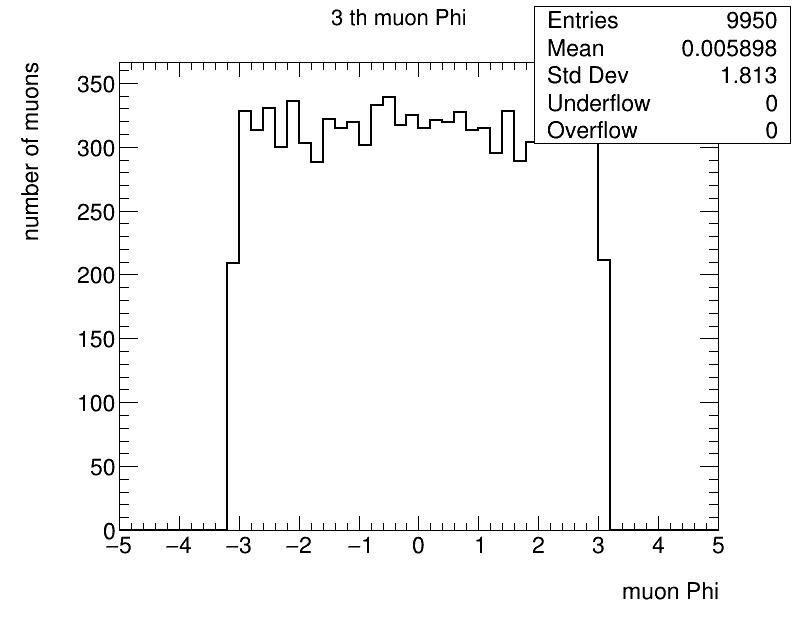 3 th muon Phi
Entries 9950
Mean 0.005898
Std Dev 1.813
Underflow 0
Overflow 0
number of muons
350
300
250
200
150
100
50
0
−5 −4 −3 −2 −1 0 1 2 3 4 5
muon Phi